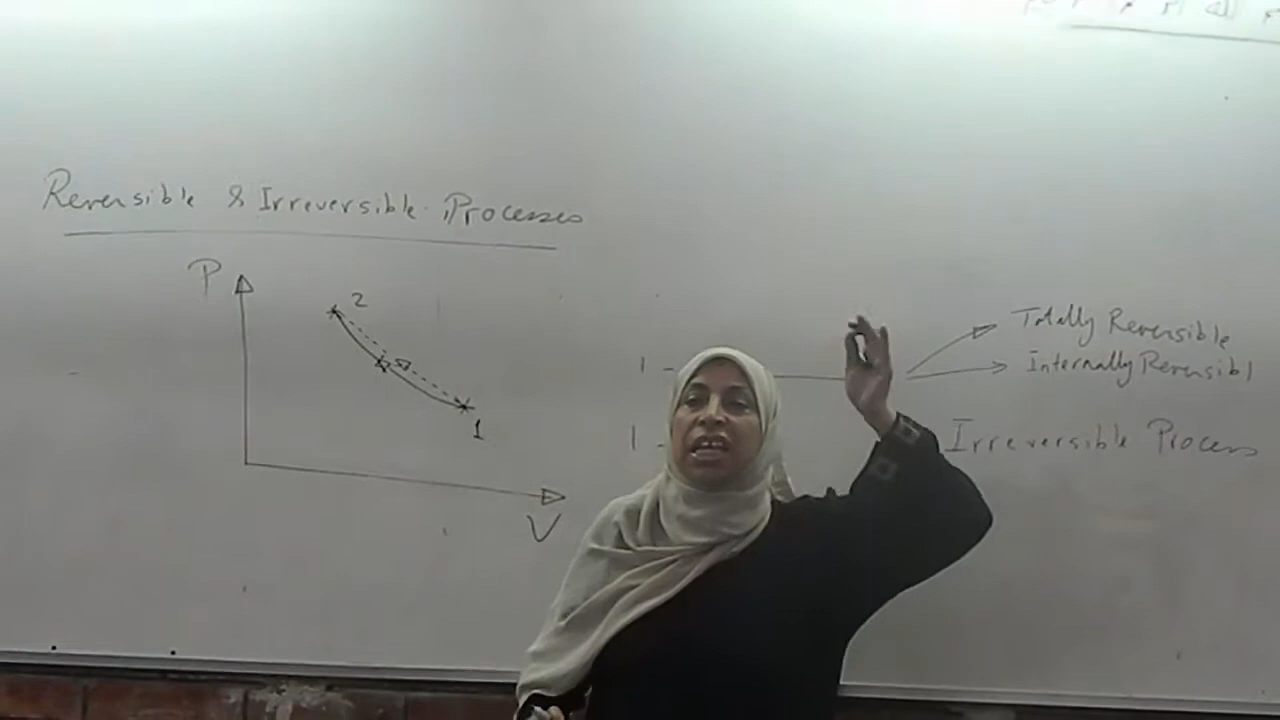 Reversible & Irreversible Processes
P
2
1
V
Totally Reversible
Internally Reversibl
Irreversible Process